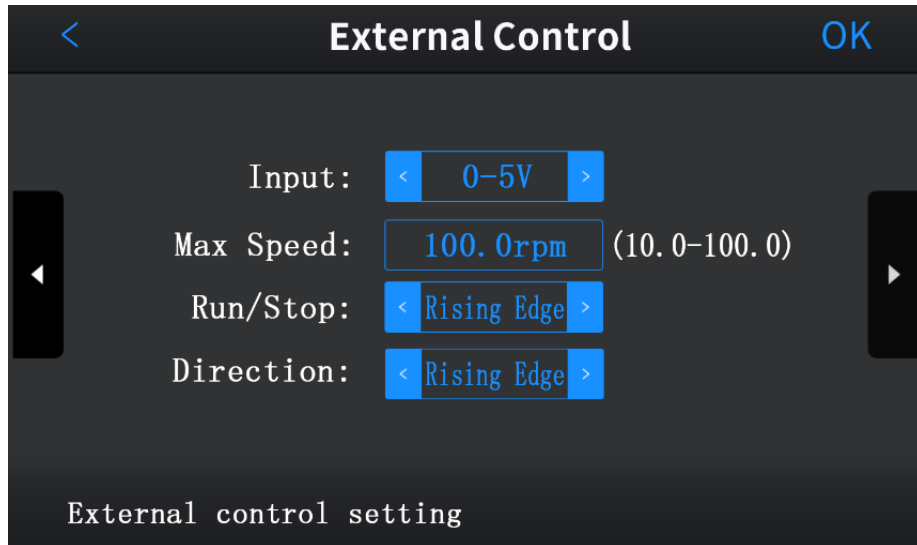 < External Control OK
Input: < 0-5V >
Max Speed: 100.0rpm (10.0-100.0)
Run/Stop: < Rising Edge >
Direction: < Rising Edge >
External control setting